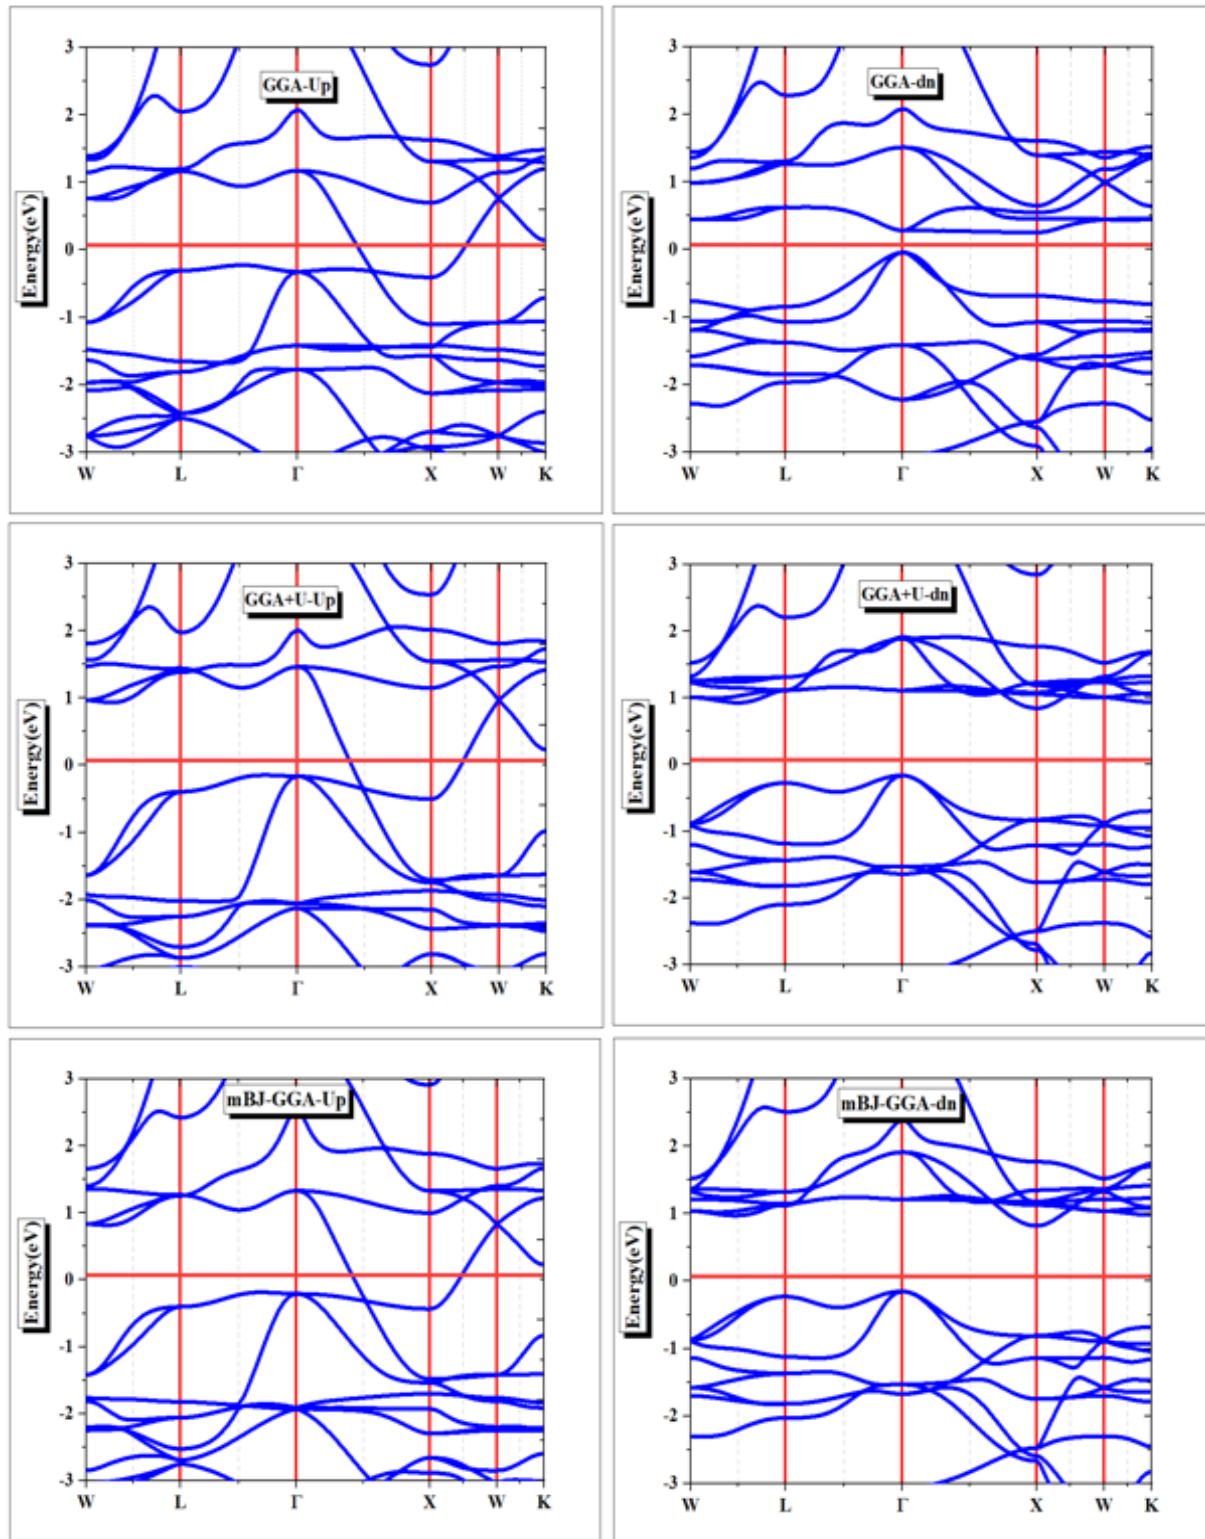 GGA-Up
Energy(eV)
3
2
1
0
-1
-2
-3
W L Γ X W K
GGA-dn
Energy(eV)
3
2
1
0
-1
-2
-3
W L Γ X W K
GGA+U-Up
Energy(eV)
3
2
1
0
-1
-2
-3
W L Γ X W K
GGA+U-dn
Energy(eV)
3
2
1
0
-1
-2
-3
W L Γ X W K
mBJ-GGA-Up
Energy(eV)
3
2
1
0
-1
-2
-3
W L Γ X W K
mBJ-GGA-dn
Energy(eV)
3
2
1
0
-1
-2
-3
W L Γ X W K